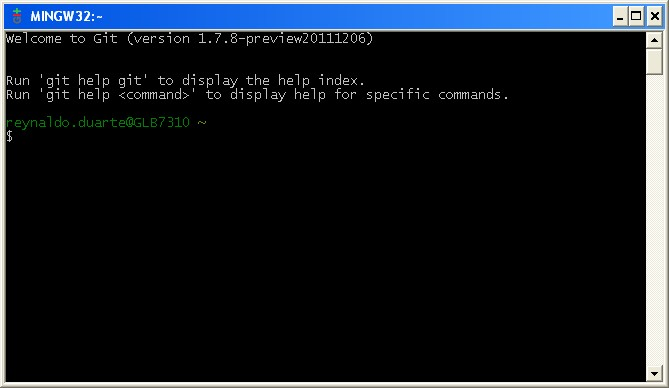 MINGW32:~
Welcome to Git (version 1.7.8-preview20111206)
Run 'git help git' to display the help index.
Run 'git help <command>' to display help for specific commands.
reynaldo.duarte@GLB7310 ~
$